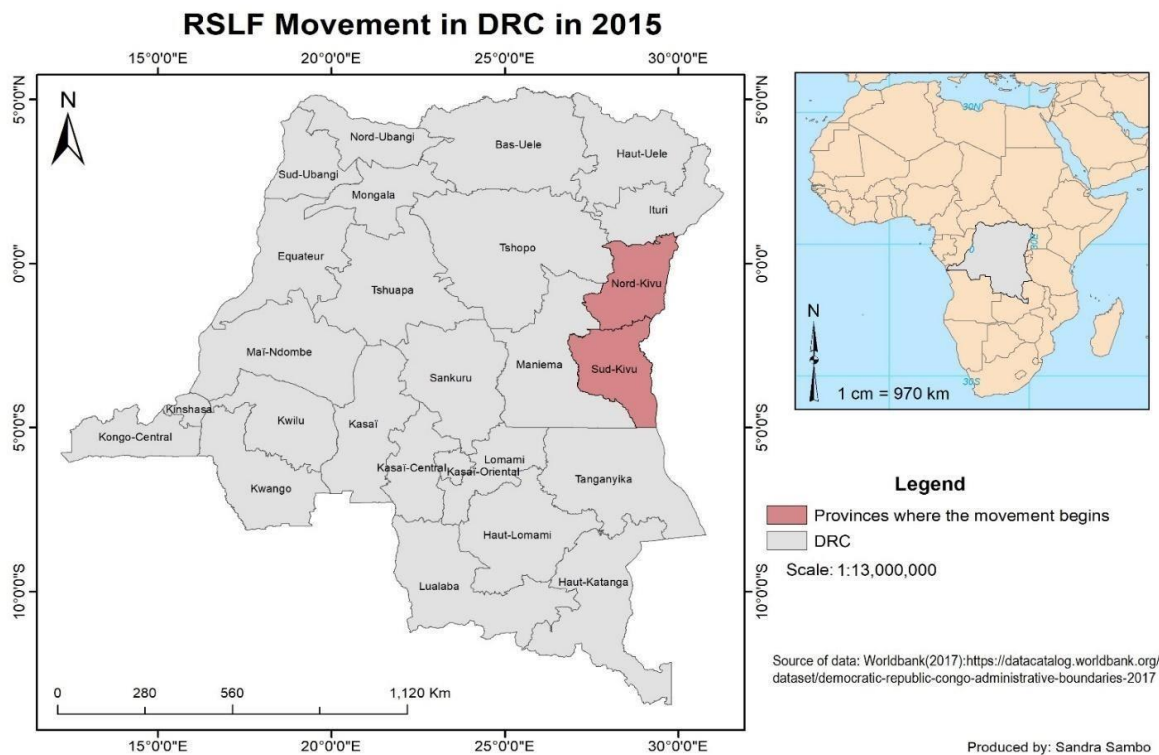 RSLF Movement in DRC in 2015
15°0'0"E 20°0'0"E 25°0'0"E 30°0'0"E
5°0'0"N 5°0'0"N
N
Nord-Ubangi
Bas-Uele
Haut-Uele
Sud-Ubangi
Mongala
Ituri
Tshopo
Equateur
0°0'0" 0°0'0"
Nord-Kivu
Tshuapa
Maï-Ndombe
Maniema
Sud-Kivu
Sankuru
Kinshasa
Kwilu
Kasaï
Kongo-Central
5°0'0"S 5°0'0"S
Lomami
Kasaï-Central
Kasaï-Oriental
Tanganyika
Kwango
Haut-Lomami
Lualaba
Haut-Katanga
10°0'0"S 10°0'0"S
0 280 560 1,120 Km
15°0'0"E 20°0'0"E 25°0'0"E 30°0'0"E
30N
0
30S
N
1 cm = 970 km
Legend
Provinces where the movement begins
DRC
Scale: 1:13,000,000
Source of data: Worldbank(2017):https://datacatalog.worldbank.org/
dataset/democratic-republic-congo-administrative-boundaries-2017
Produced by: Sandra Sambo